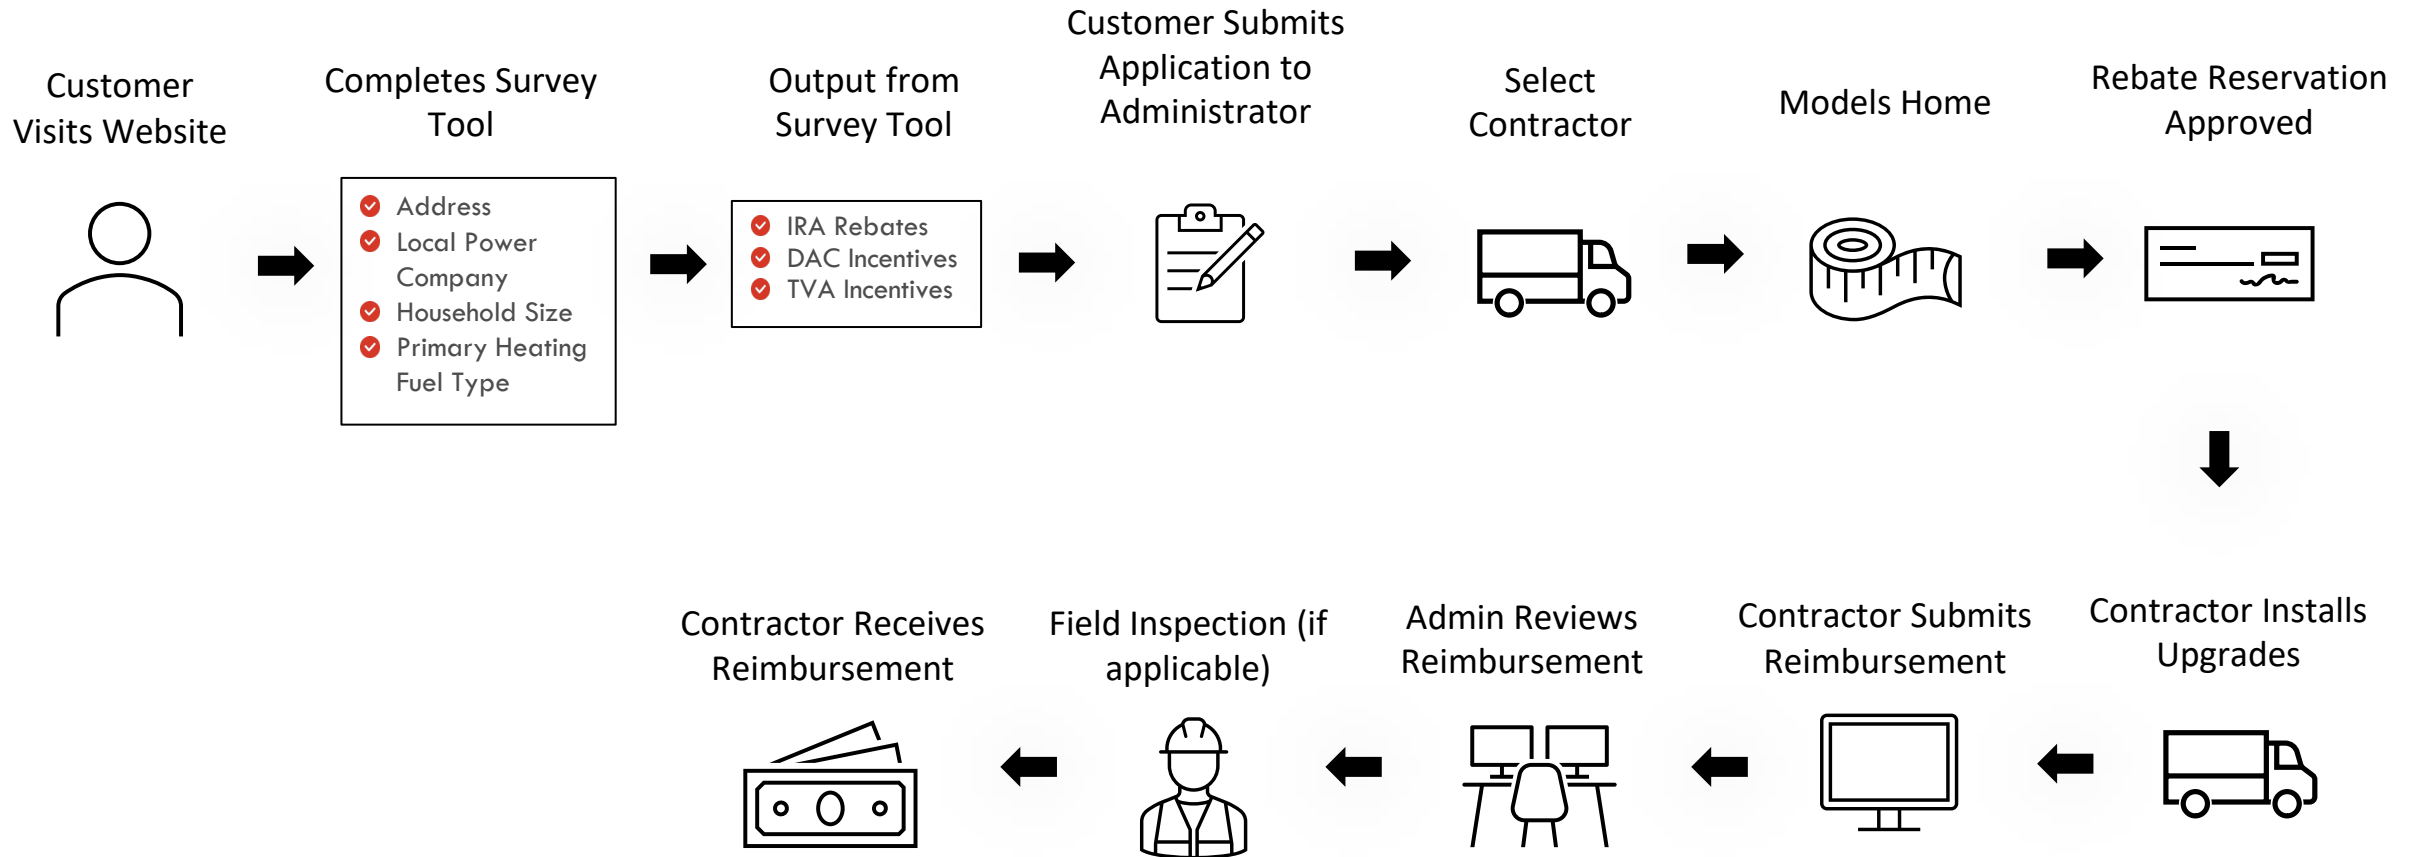 Customer
Visits Website
Completes Survey
Tool
Address
Local Power
Company
Household Size
Primary Heating
Fuel Type
Output from
Survey Tool
IRA Rebates
DAC Incentives
TVA Incentives
Customer Submits
Application to
Administrator
Select
Contractor
Models Home
Rebate Reservation
Approved
Contractor Installs
Upgrades
Contractor Submits
Reimbursement
Admin Reviews
Reimbursement
Field Inspection (if
applicable)
Contractor Receives
Reimbursement